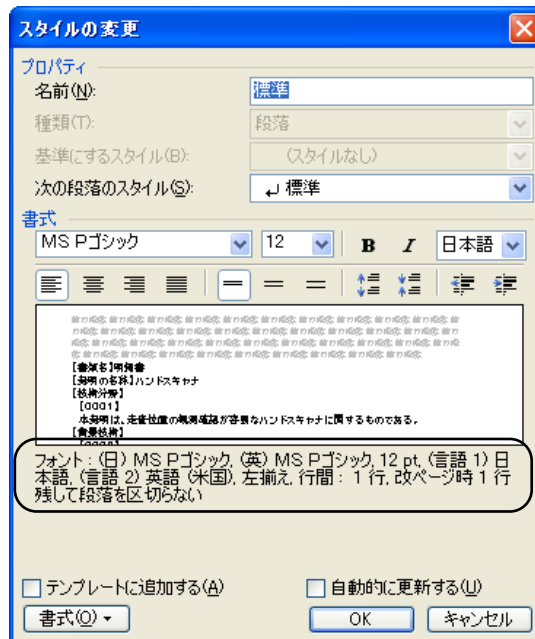 スタイルの変更
プロパティ
名前(N):
標準
種類(T):
段落
基準にするスタイル(B):
(スタイルなし)
次の段落のスタイル(S):
標準
書式
MS Pゴシック 12 B I 日本語
【書類名】明細書
【発明の名称】ハンドスキャナ
【技術分野】
【0001】
本発明は、走査位置の観測確認が容易なハンドスキャナに関するものである。
【背景技術】
フォント : (日) MS Pゴシック, (英) MS Pゴシック, 12 pt, (言語 1) 日
本語, (言語 2) 英語 (米国), 左揃え, 行間 : 1 行, 改ページ時 1 行
残して段落を区切らない
テンプレートに追加する(A)
自動的に更新する(U)
書式(O)
OK
キャンセル